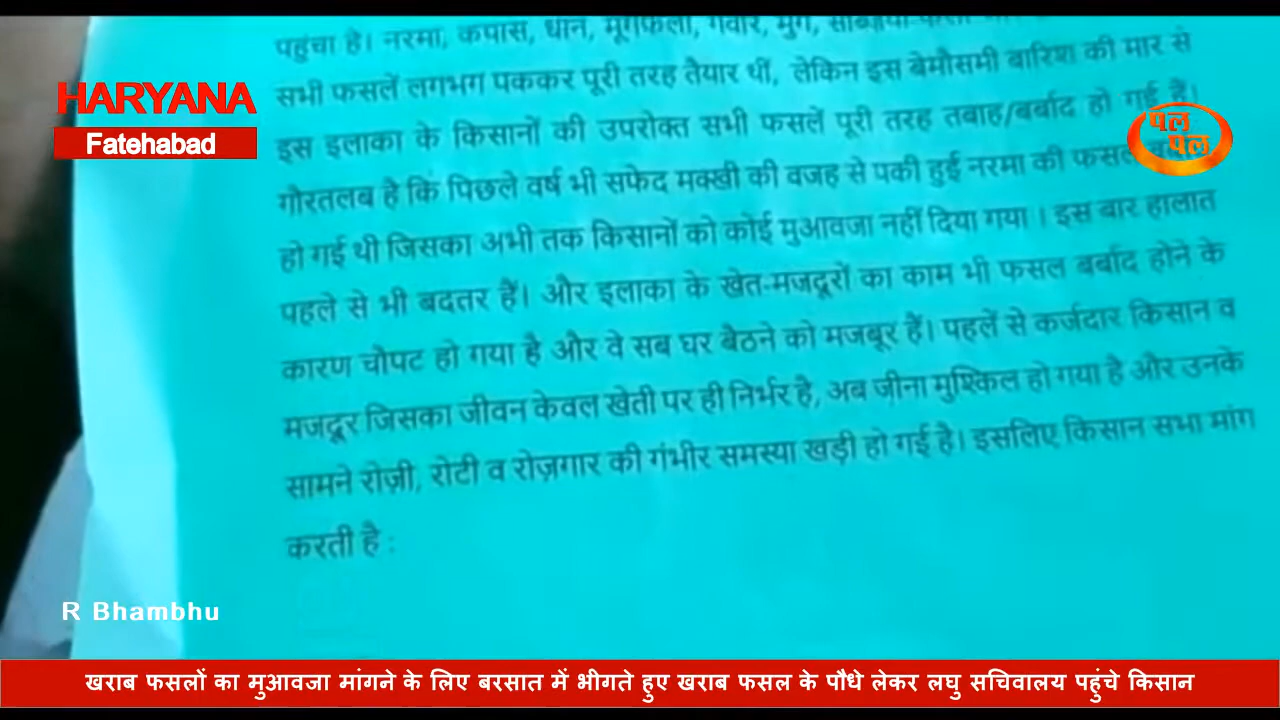 पहुंचा है। नरमा, कपास, धान, मूंगफली, गवार, मुंग,
HARYANA
सभी फसलें लगभग पककर पूरी तरह तैयार थीं, लेकिन इस बेमौसमी बारिश की मार से
Fatehabad
इस इलाका के किसानों की उपरोक्त सभी फसलें पूरी तरह तबाह/बर्बाद हो गई है।
पल पल
गौरतलब है कि पिछले वर्ष भी सफेद मक्खी की वजह से पकी हुई नरमा की फसल
हो गई थी जिसका अभी तक किसानों को कोई मुआवजा नहीं दिया गया । इस बार हालात
पहले से भी बदतर हैं। और इलाका के खेत-मजदूरों का काम भी फसल बर्बाद होने के
कारण चौपट हो गया है और वे सब घर बैठने को मजबूर हैं। पहलें से कर्जदार किसान व
मजदूर जिसका जीवन केवल खेती पर ही निर्भर है, अब जीना मुश्किल हो गया है और उनके
सामने रोज़ी, रोटी व रोज़गार की गंभीर समस्या खड़ी हो गई है। इसलिए किसान सभा मांग
करती है :
R Bhambhu
खराब फसलों का मुआवजा मांगने के लिए बरसात में भीगते हुए खराब फसल के पौधे लेकर लघु सचिवालय पहुंचे किसान